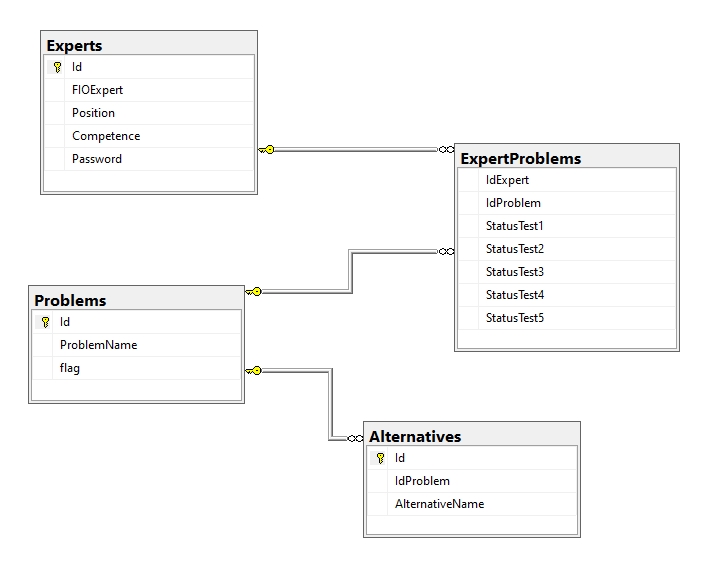 Experts
Id
FIOExpert
Position
Competence
Password
ExpertProblems
IdExpert
IdProblem
StatusTest1
StatusTest2
StatusTest3
StatusTest4
StatusTest5
Problems
Id
ProblemName
flag
Alternatives
Id
IdProblem
AlternativeName